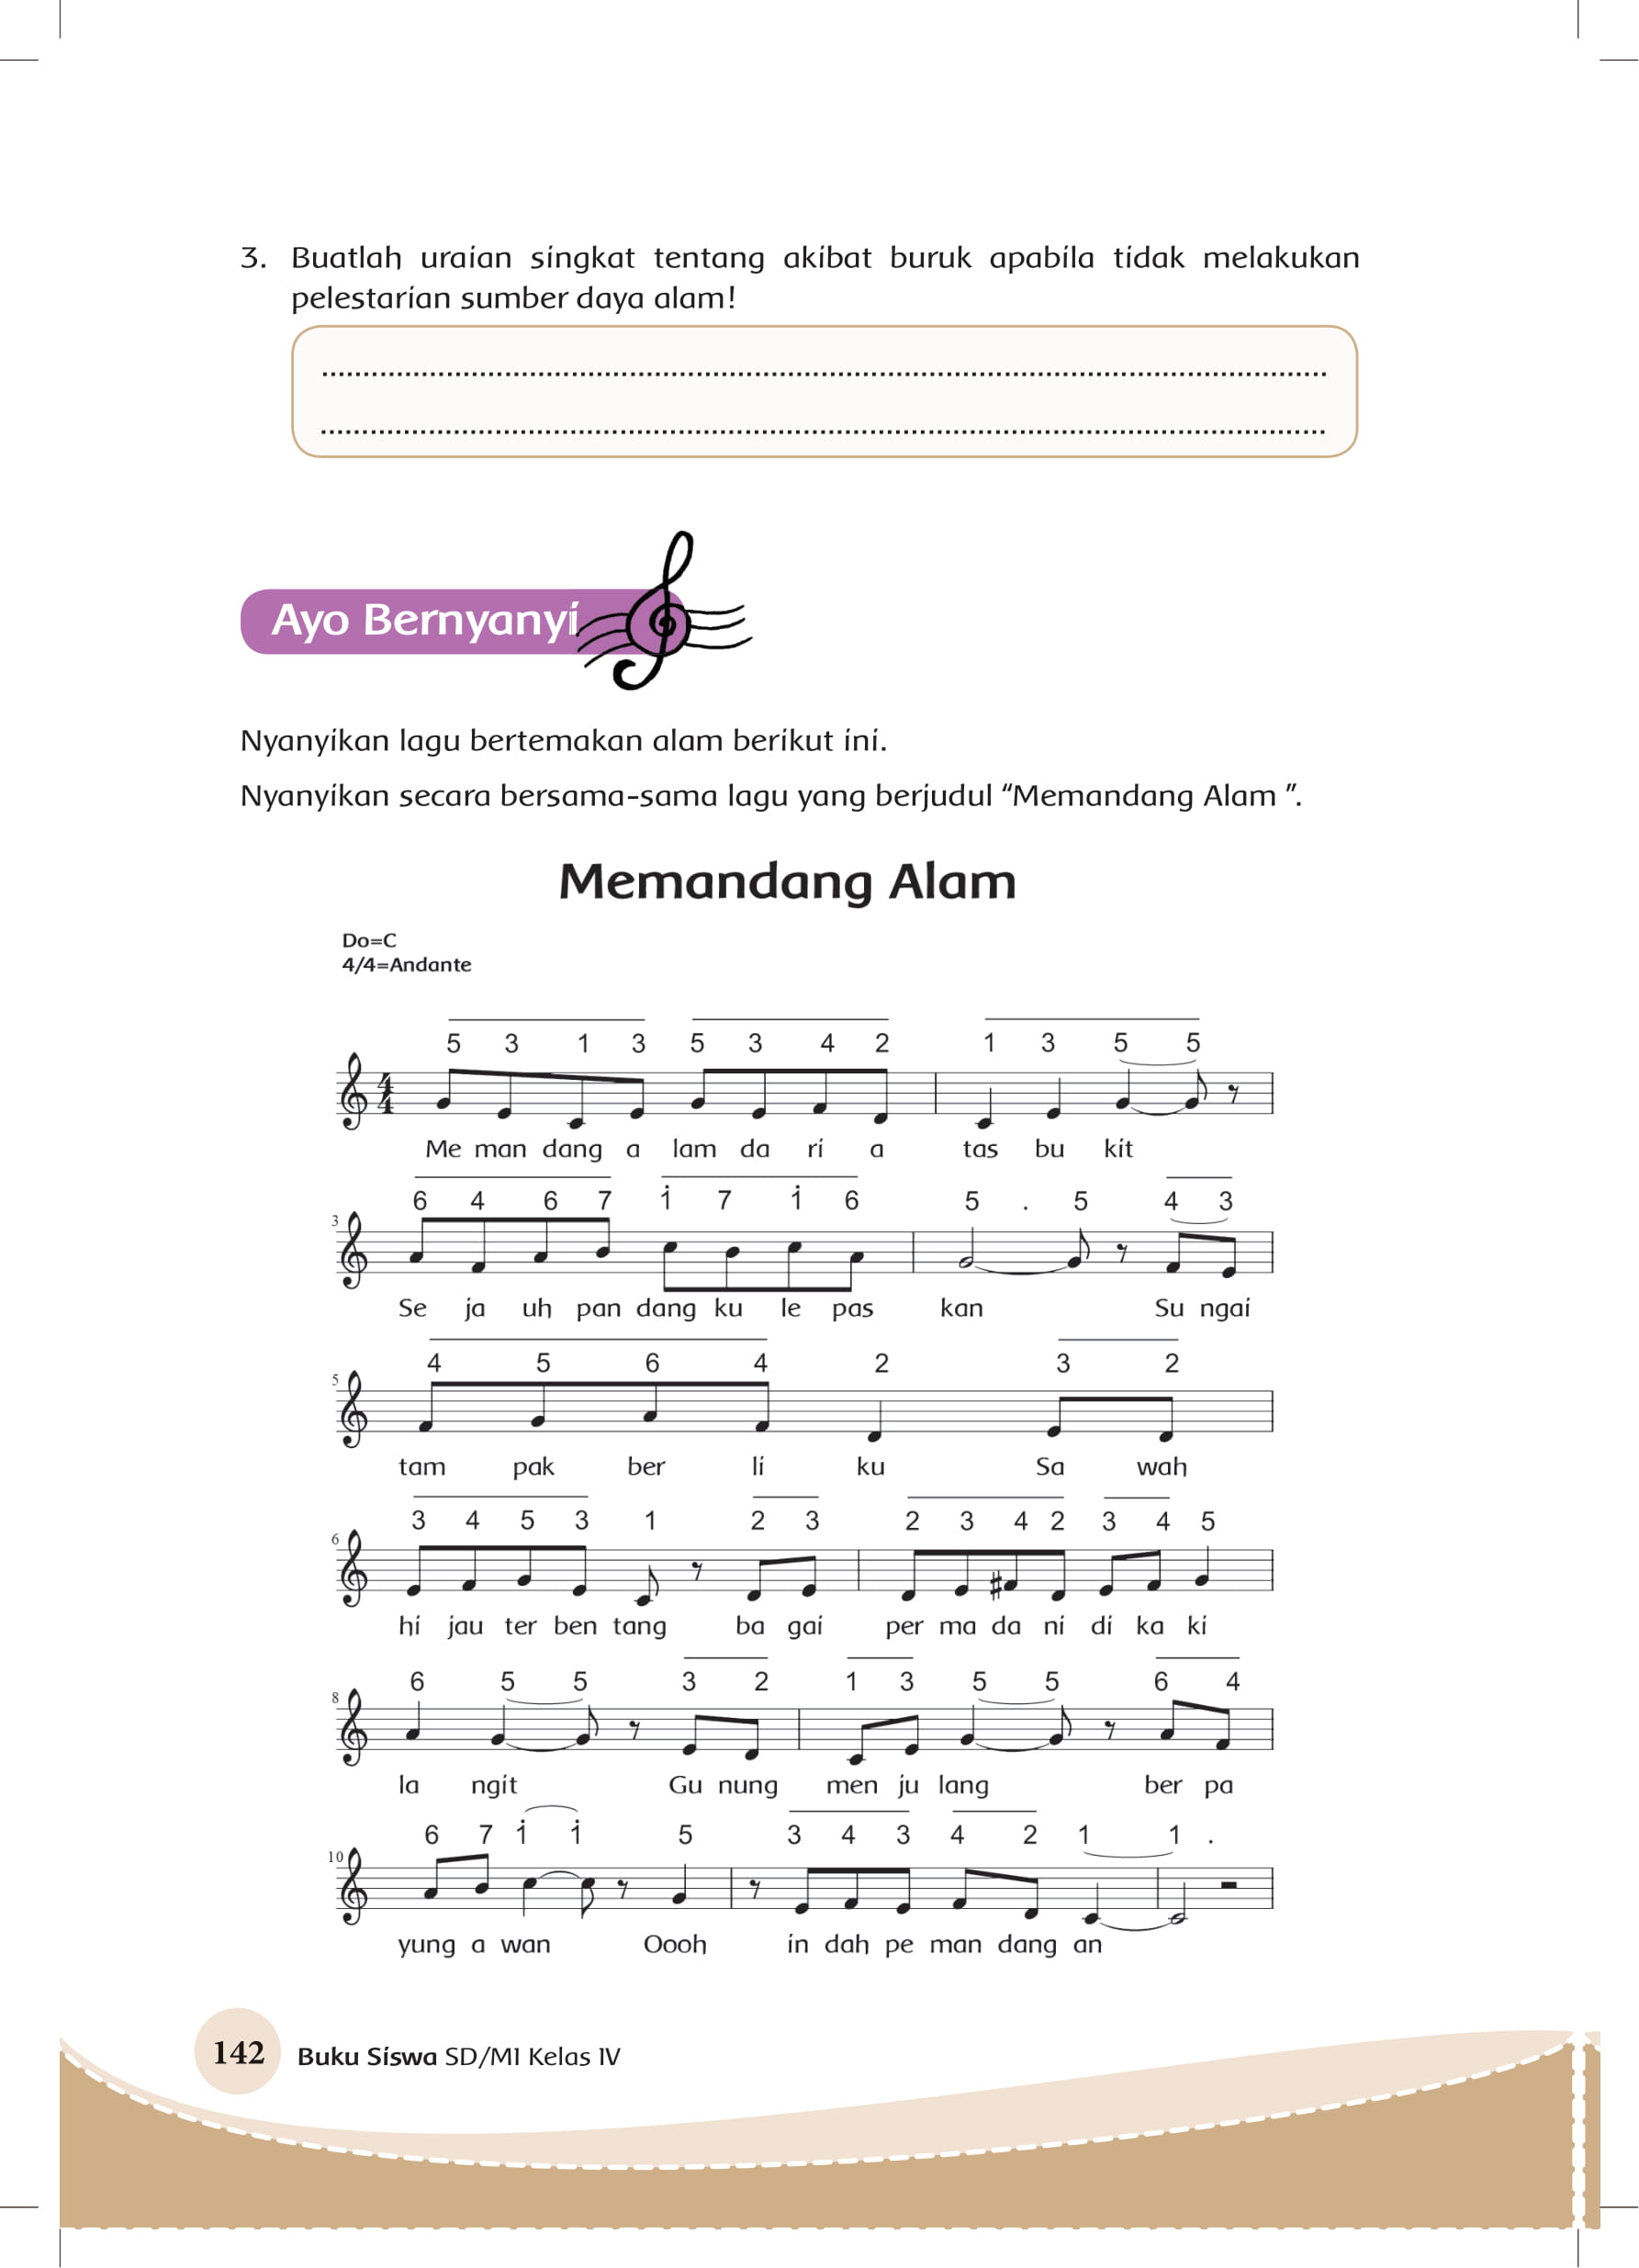 3. Buatlah uraian singkat tentang akibat buruk apabila tidak melakukan
pelestarian sumber daya alam!
Ayo Bernyanyi
Nyanyikan lagu bertemakan alam berikut ini.
Nyanyikan secara bersama-sama lagu yang berjudul “Memandang Alam ”.
Memandang Alam
Do=C
4/4=Andante
5 3 1 3 5 3 4 2 1 3 5 5
4
4
Me man dang a lam da ri a tas bu kit
6 4 6 7 i 7 i 6 5 . 5 4 3
3
Se ja uh pan dang ku le pas kan Su ngai
4 5 6 4 2 3 2
5
tam pak ber li ku Sa wah
3 4 5 3 1 2 3 2 3 4 2 3 4 5
6
hi jau ter ben tang ba gai per ma da ni di ka ki
6 5 5 3 2 1 3 5 5 6 4
8
la ngit Gu nung men ju lang ber pa
6 7 i i 5 3 4 3 4 2 1 1 .
10
yung a wan Oooh in dah pe man dang an
142 Buku Siswa SD/MI Kelas IV